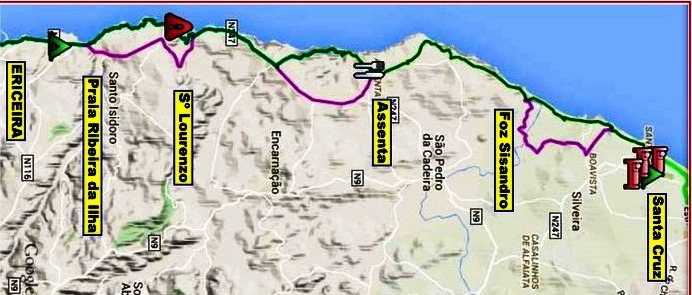 ERICEIRA
Praia Ribeira da Ilha
Santo Isidoro
Sº Lourenzo
N247
N116
Encarnação
N9
Assenta
N247
N9
São Pedro
da Cadeira
N9
Foz Sisandro
BOAVISTA
Silveira
N247
CASALINHOS
DE ALFAIATA
Santa Cruz
N9
Google